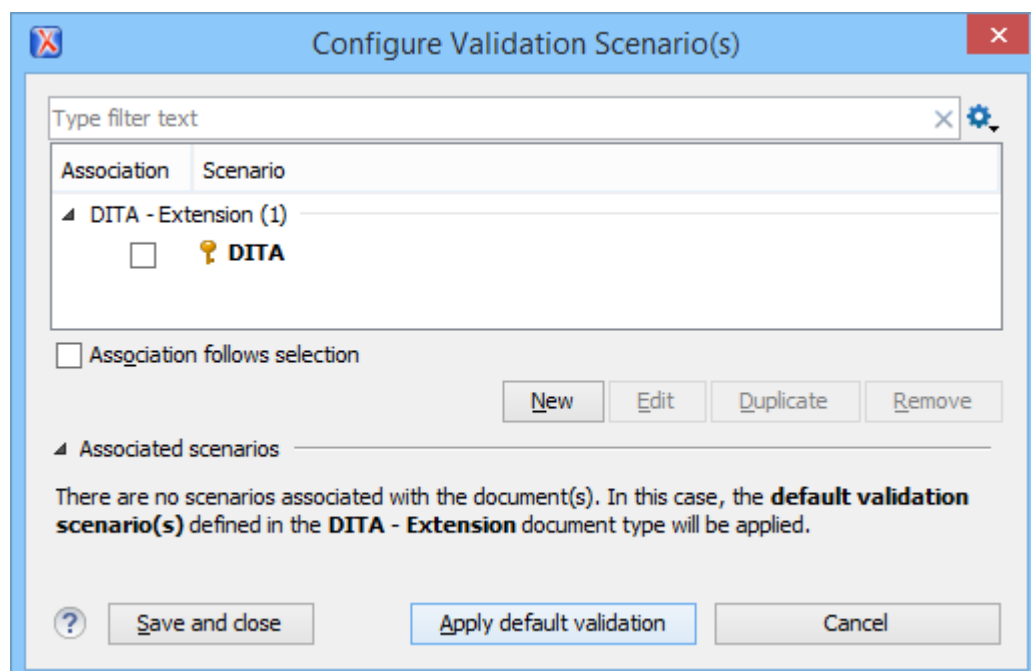 Configure Validation Scenario(s)
Type filter text
Association Scenario
DITA - Extension (1)
DITA
Association follows selection
New Edit Duplicate Remove
Associated scenarios
There are no scenarios associated with the document(s). In this case, the default validation
scenario(s) defined in the DITA - Extension document type will be applied.
? Save and close Apply default validation Cancel